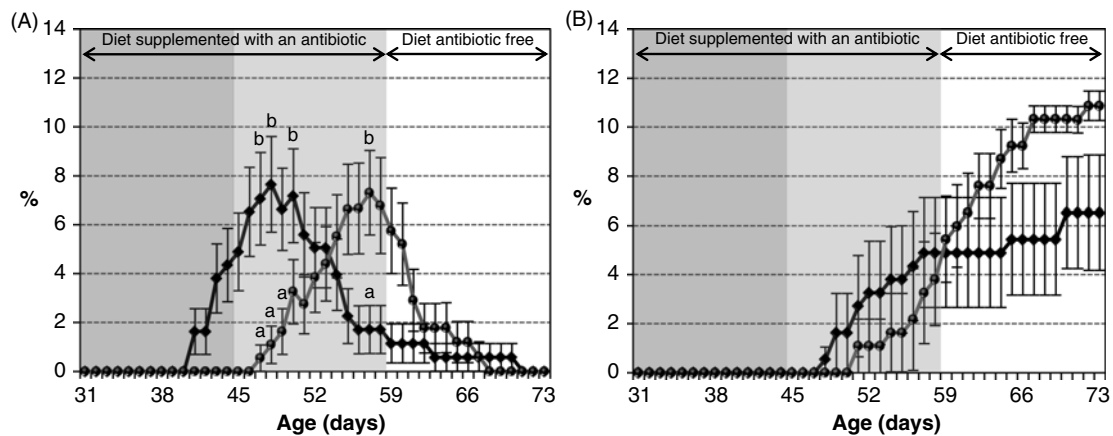 (A)
14
12
10
8
6
4
2
0
%
Diet supplemented with an antibiotic
Diet antibiotic free
b
b
b
b
a
a
a
a
31 38 45 52 59 66 73
Age (days)
(B)
14
12
10
8
6
4
2
0
%
Diet supplemented with an antibiotic
Diet antibiotic free
31 38 45 52 59 66 73
Age (days)